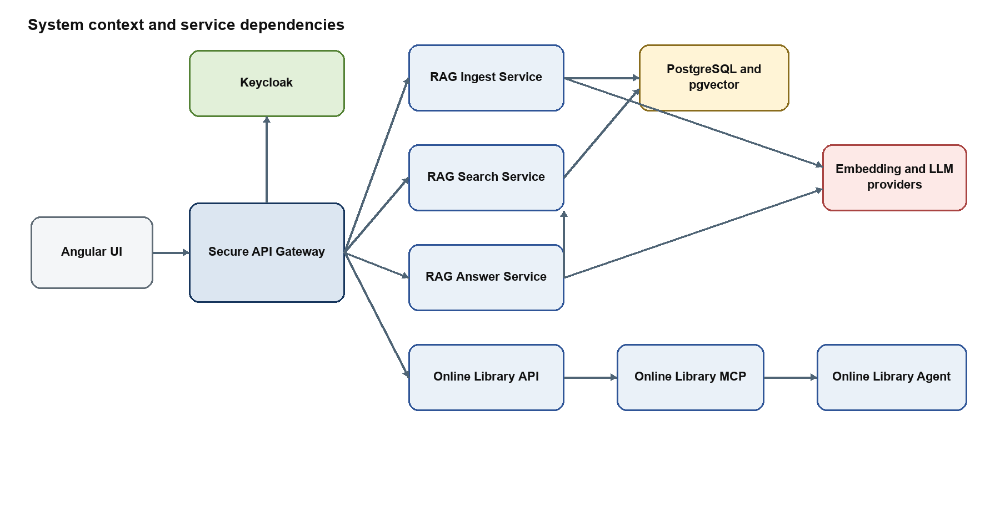 System context and service dependencies
Keycloak
RAG Ingest Service
PostgreSQL and
pgvector
RAG Search Service
Embedding and LLM
providers
Angular UI
Secure API Gateway
RAG Answer Service
Online Library API
Online Library MCP
Online Library Agent